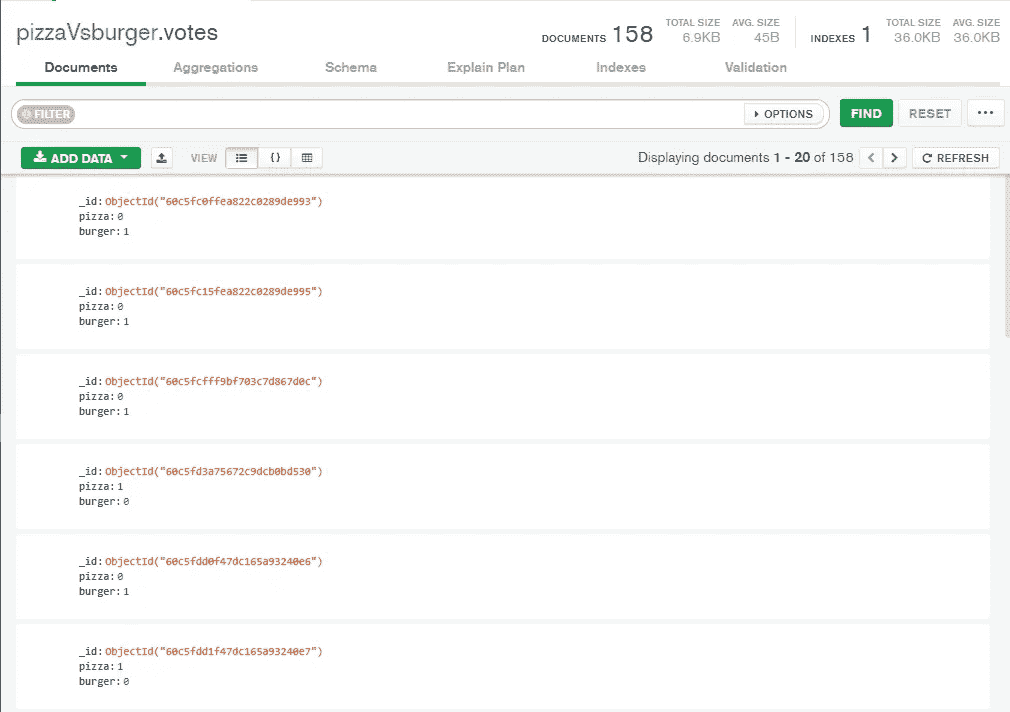 pizzaVsburger.votes
DOCUMENTS 158 TOTAL SIZE 6.9KB AVG. SIZE 45B INDEXES 1 TOTAL SIZE 36.0KB AVG. SIZE 36.0KB
Documents Aggregations Schema Explain Plan Indexes Validation
FILTER OPTIONS FIND RESET ...
ADD DATA VIEW {} Displaying documents 1 - 20 of 158 < > REFRESH
_id:ObjectId("60c5fc0ffea822c0289de993")
pizza:0
burger:1
_id:ObjectId("60c5fc15fea822c0289de995")
pizza:0
burger:1
_id:ObjectId("60c5fcfff9bf703c7d867d0c")
pizza:0
burger:1
_id:ObjectId("60c5fd3a75672c9dcb0bd530")
pizza:1
burger:0
_id:ObjectId("60c5fdd0f47dc165a93240e6")
pizza:0
burger:1
_id:ObjectId("60c5fdd1f47dc165a93240e7")
pizza:1
burger:0